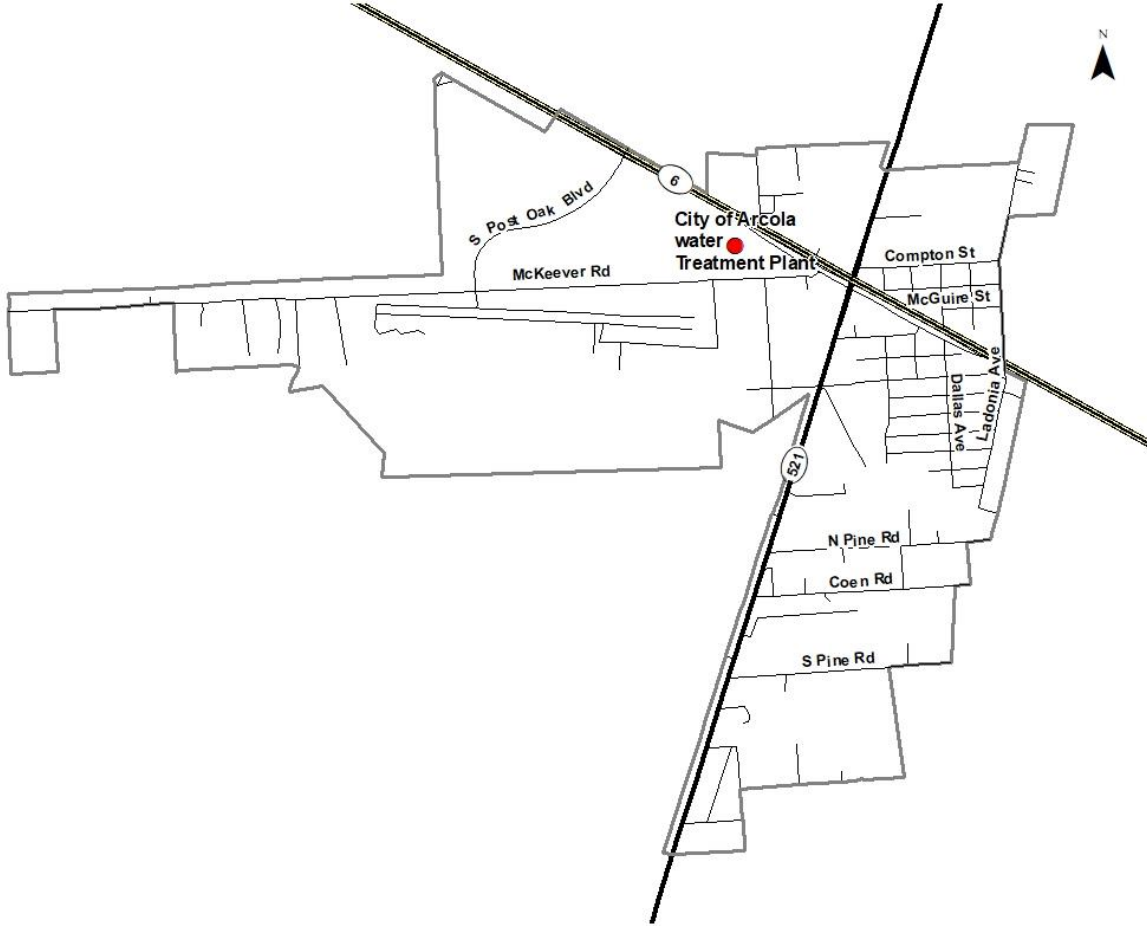 N
6
S Post Oak Blvd
City of Arcola
water
Treatment Plant
Compton St
McKeever Rd
McGuire St
Dallas Ave
Ladonia Ave
521
N Pine Rd
Coen Rd
S Pine Rd